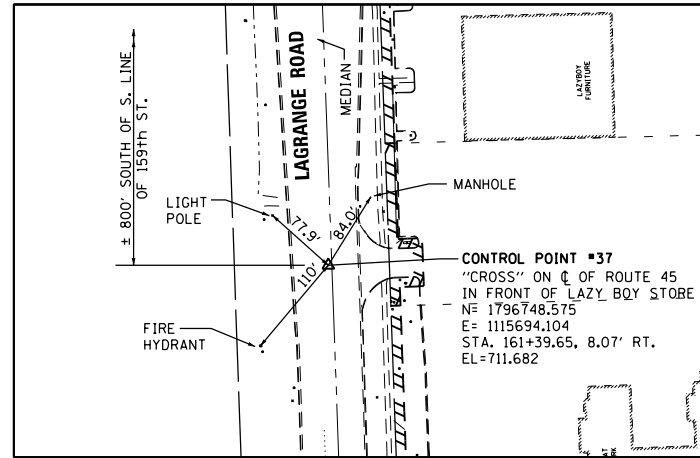 ± 800' SOUTH OF S. LINE
OF 159th ST.
LAGRANGE ROAD
MEDIAN
LAZYBOY
FURNITURE
LIGHT
POLE
77.9'
84.0'
MANHOLE
110'
FIRE
HYDRANT
CONTROL POINT #37
"CROSS" ON ℄ OF ROUTE 45
IN FRONT OF LAZY BOY STORE
N= 1796748.575
E= 1115694.104
STA. 161+39.65, 8.07' RT.
EL=711.682